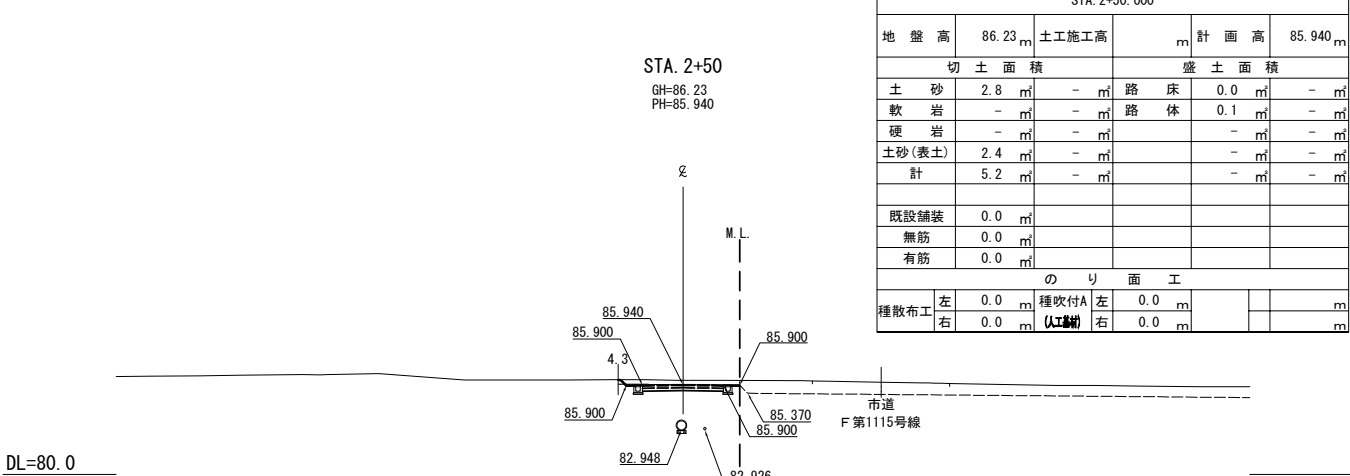 STA.2+50.000
地 盤 高 86.23 m 土工施工高 m 計 画 高 85.940 m
切 土 面 積 盛 土 面 積
土 砂 2.8 ㎡ - ㎡ 路 床 0.0 ㎡ - ㎡
軟 岩 - ㎡ - ㎡ 路 体 0.1 ㎡ - ㎡
硬 岩 - ㎡ - ㎡ - ㎡ - ㎡
土砂(表土) 2.4 ㎡ - ㎡ - ㎡ - ㎡
計 5.2 ㎡ - ㎡ - ㎡ - ㎡
既設舗装 0.0 ㎡
無筋 0.0 ㎡
有筋 0.0 ㎡
の り 面 工
種散布工 左 0.0 m 種吹付A 左 0.0 m m
右 0.0 m (人工基材) 右 0.0 m m
STA.2+50
GH=86.23
PH=85.940
℄
M.L.
85.940
85.900
85.900
4.3
85.900
85.370
85.900
市道
F第1115号線
82.948
82.926
DL=80.0